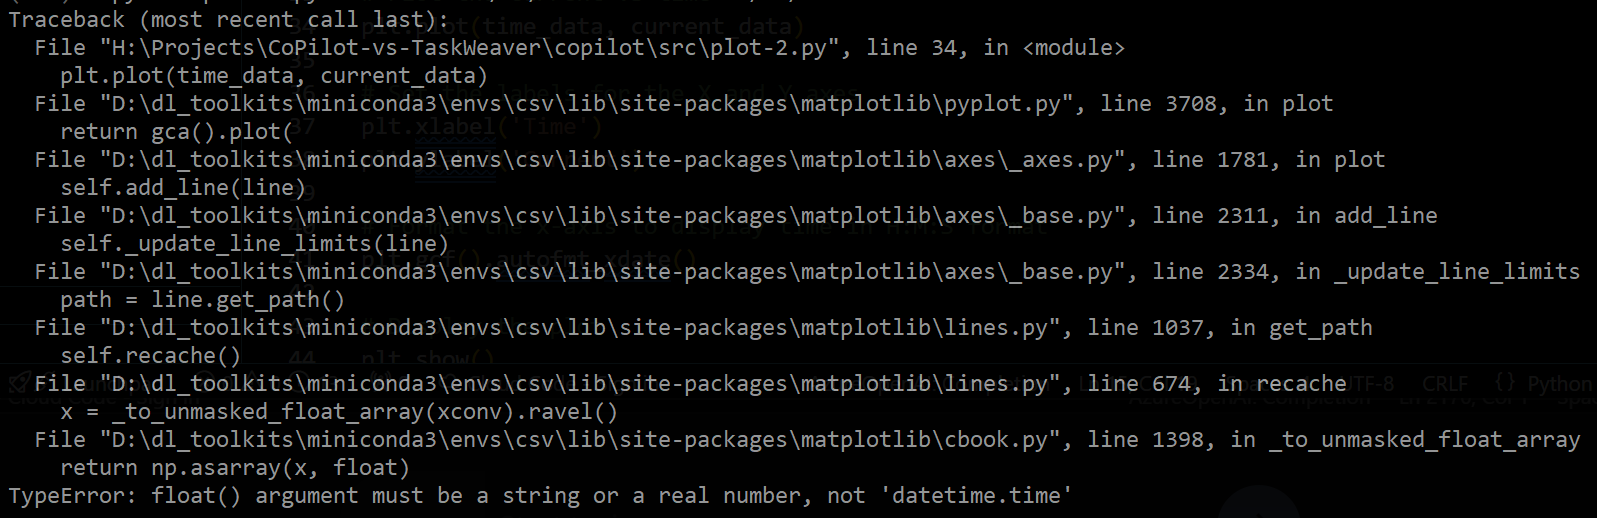 Traceback (most recent call last):
  File "H:\Projects\CoPilot-vs-TaskWeaver\copilot\src\plot-2.py", line 34, in <module>
    plt.plot(time_data, current_data)
  File "D:\dl_toolkits\miniconda3\envs\csv\lib\site-packages\matplotlib\pyplot.py", line 3708, in plot
    return gca().plot(
  File "D:\dl_toolkits\miniconda3\envs\csv\lib\site-packages\matplotlib\axes\_axes.py", line 1781, in plot
    self.add_line(line)
  File "D:\dl_toolkits\miniconda3\envs\csv\lib\site-packages\matplotlib\axes\_base.py", line 2311, in add_line
    self._update_line_limits(line)
  File "D:\dl_toolkits\miniconda3\envs\csv\lib\site-packages\matplotlib\axes\_base.py", line 2334, in _update_line_limits
    path = line.get_path()
  File "D:\dl_toolkits\miniconda3\envs\csv\lib\site-packages\matplotlib\lines.py", line 1037, in get_path
    self.recache()
  File "D:\dl_toolkits\miniconda3\envs\csv\lib\site-packages\matplotlib\lines.py", line 674, in recache
    x = _to_unmasked_float_array(xconv).ravel()
  File "D:\dl_toolkits\miniconda3\envs\csv\lib\site-packages\matplotlib\cbook.py", line 1398, in _to_unmasked_float_array
    return np.asarray(x, float)
TypeError: float() argument must be a string or a real number, not 'datetime.time'